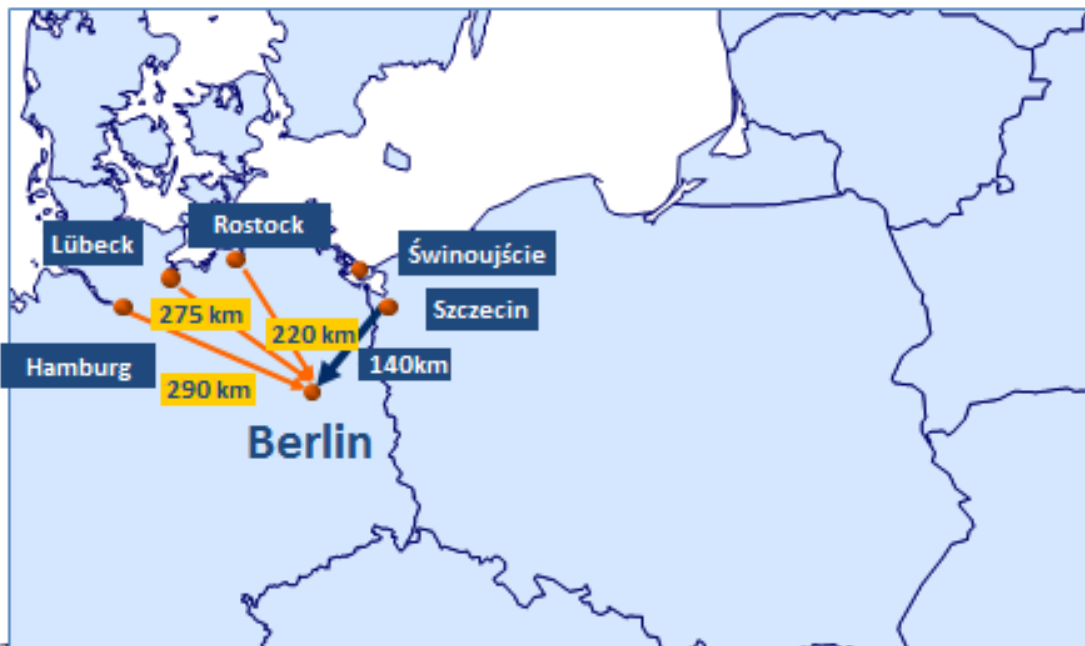 Rostock
Lübeck
Świnoujście
Szczecin
275 km
220 km
Hamburg
140km
290 km
Berlin